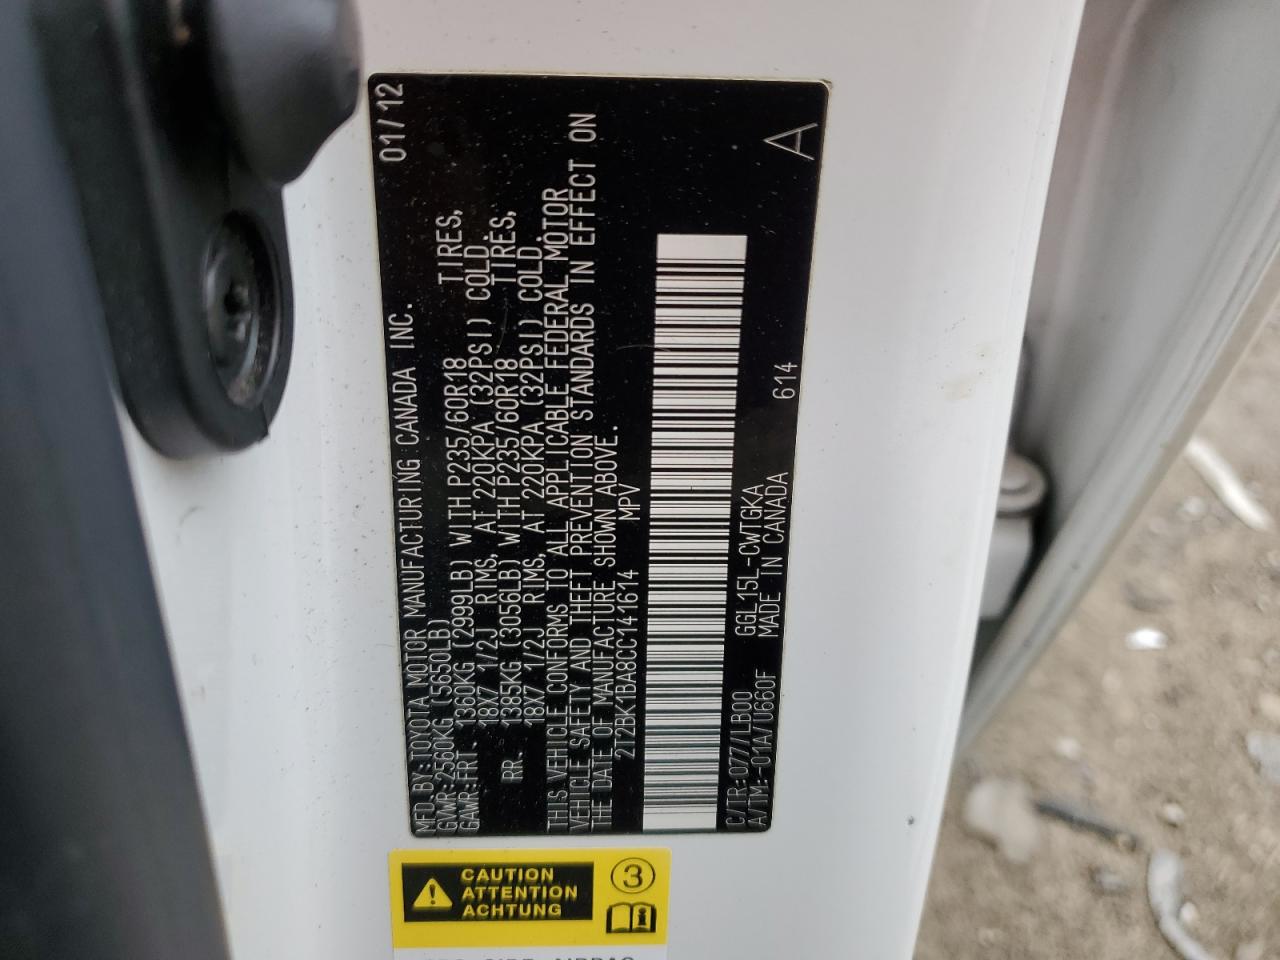 MFD.BY:TOYOTA MOTOR MANUFACTURING CANADA INC. 01/12
GVWR:2560KG (5650LB)
GAWR:FRT. 1360KG (2999LB) WITH P235/60R18 TIRES,
18X7 1/2J RIMS, AT 220KPA (32PSI) COLD.
RR. 1385KG (3056LB) WITH P235/60R18 TIRES,
18X7 1/2J RIMS, AT 220KPA (32PSI) COLD.
THIS VEHICLE CONFORMS TO ALL APPLICABLE FEDERAL MOTOR
VEHICLE SAFETY AND THEFT PREVENTION STANDARDS IN EFFECT ON
THE DATE OF MANUFACTURE SHOWN ABOVE.
2T2BK1BA8CC141614 MPV
C/TR:077/LB00 GGL15L-CWTGKA
A/TM:-011A/U660F MADE IN CANADA 614 A
CAUTION
ATTENTION
ACHTUNG
3